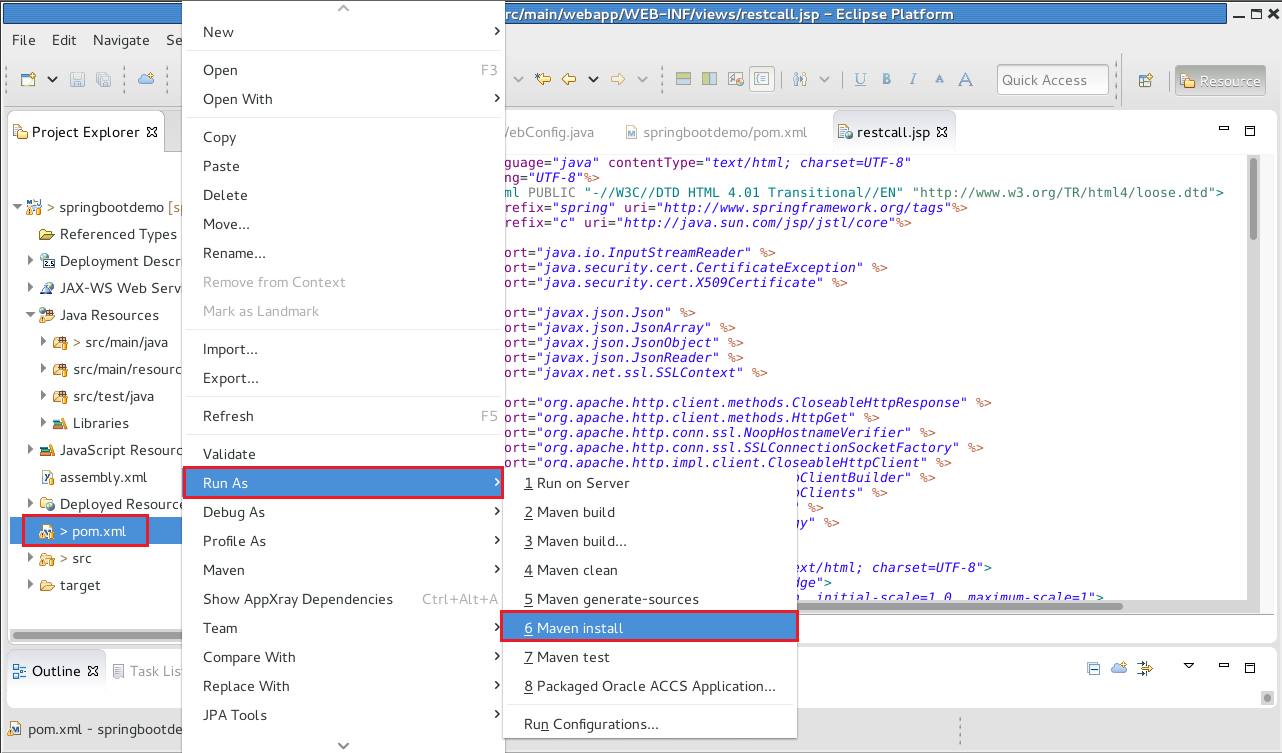 rc/main/webapp/WEB-INF/views/restcall.jsp - Eclipse Platform
File Edit Navigate Se
Quick Access
Resource
Project Explorer
WebConfig.java springbootdemo/pom.xml restcall.jsp
> springbootdemo [s
Referenced Types
Deployment Descr
JAX-WS Web Serv
Java Resources
> src/main/java
src/main/resourc
src/test/java
Libraries
JavaScript Resourc
assembly.xml
Deployed Resource
> pom.xml
> src
target
New
Open F3
Open With
Copy
Paste
Delete
Move...
Rename...
Remove from Context
Mark as Landmark
Import...
Export...
Refresh F5
Validate
Run As
Debug As
Profile As
Maven
Show AppXray Dependencies Ctrl+Alt+A
Team
Compare With
Replace With
JPA Tools
1 Run on Server
2 Maven build
3 Maven build...
4 Maven clean
5 Maven generate-sources
6 Maven install
7 Maven test
8 Packaged Oracle ACCS Application...
Run Configurations...
nguage="java" contentType="text/html; charset=UTF-8"
ng="UTF-8"%>
ml PUBLIC "-//W3C//DTD HTML 4.01 Transitional//EN" "http://www.w3.org/TR/html4/loose.dtd">
refix="spring" uri="http://www.springframework.org/tags"%>
refix="c" uri="http://java.sun.com/jsp/jstl/core"%>
ort="java.io.InputStreamReader" %>
ort="java.security.cert.CertificateException" %>
ort="java.security.cert.X509Certificate" %>
ort="javax.json.Json" %>
ort="javax.json.JsonArray" %>
ort="javax.json.JsonObject" %>
ort="javax.json.JsonReader" %>
ort="javax.net.ssl.SSLContext" %>
ort="org.apache.http.client.methods.CloseableHttpResponse" %>
ort="org.apache.http.client.methods.HttpGet" %>
ort="org.apache.http.conn.ssl.NoopHostnameVerifier" %>
ort="org.apache.http.conn.ssl.SSLConnectionSocketFactory" %>
ort="org.apache.http.impl.client.CloseableHttpClient" %>
pClientBuilder" %>
pClients" %>
" %>
gy" %>
ext/html; charset=UTF-8">
dge">
, initial-scale=1.0, maximum-scale=1">
Outline Task Lis
pom.xml - springbootde